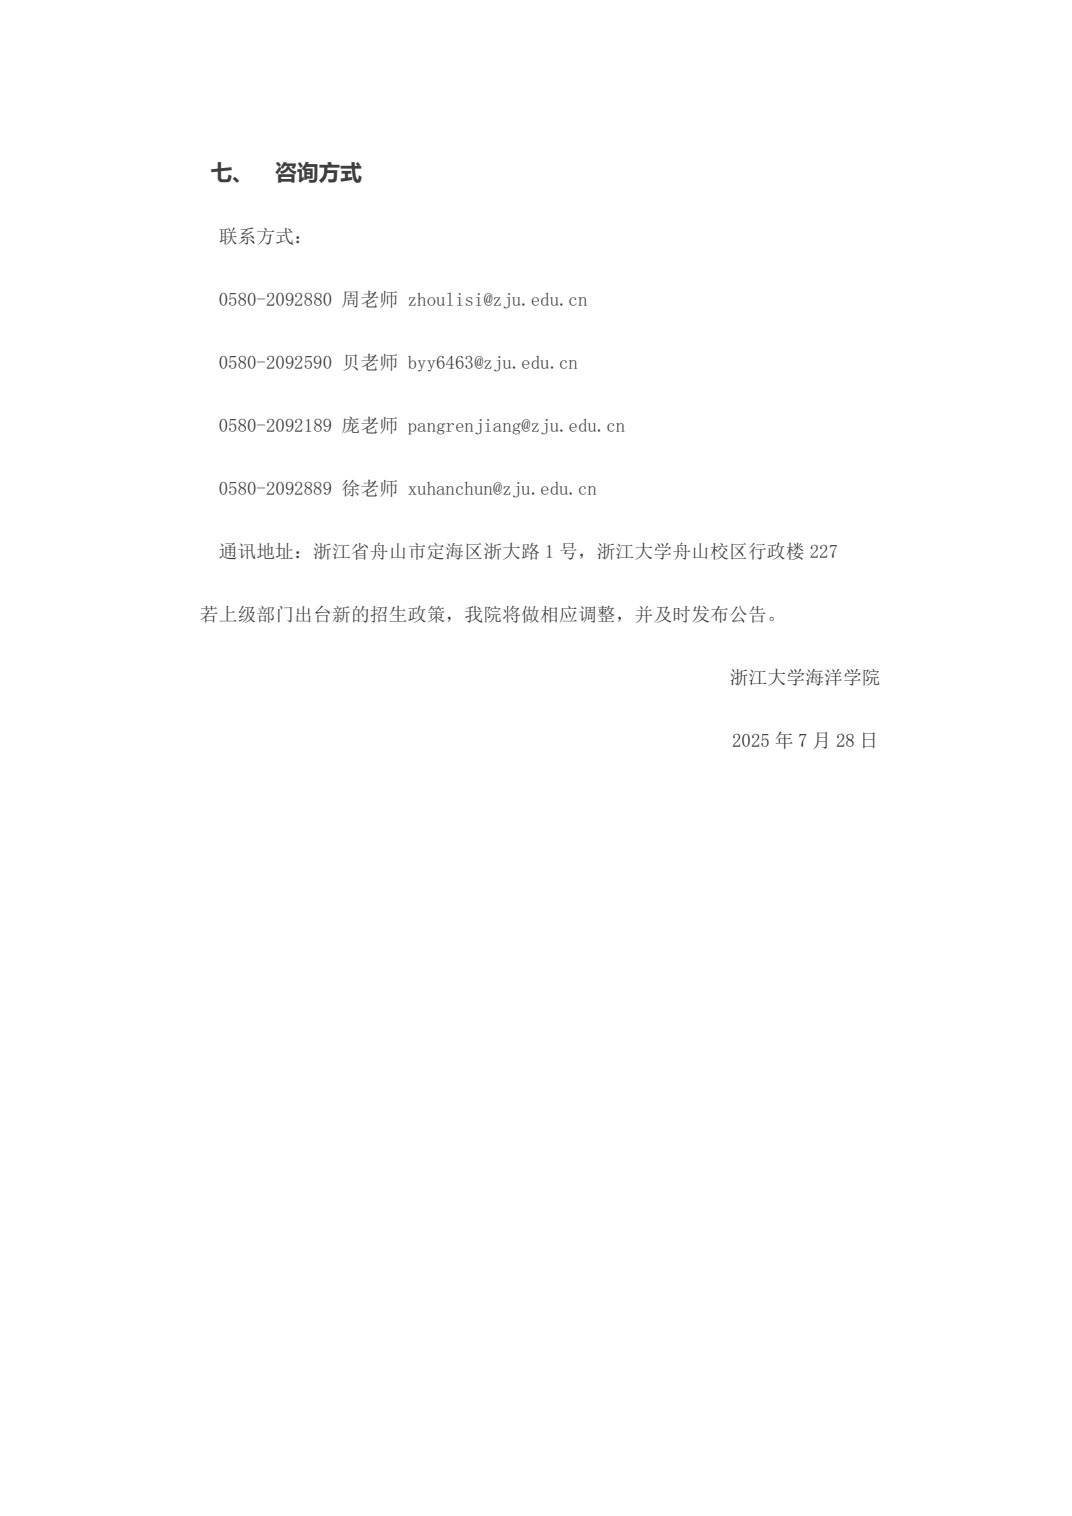 七、 咨询方式
联系方式：
0580-2092880 周老师 zhoulisi@zju.edu.cn
0580-2092590 贝老师 byy6463@zju.edu.cn
0580-2092189 庞老师 pangrenjiang@zju.edu.cn
0580-2092889 徐老师 xuhanchun@zju.edu.cn
通讯地址：浙江省舟山市定海区浙大路 1 号，浙江大学舟山校区行政楼 227
若上级部门出台新的招生政策，我院将做相应调整，并及时发布公告。
浙江大学海洋学院
2025 年 7 月 28 日